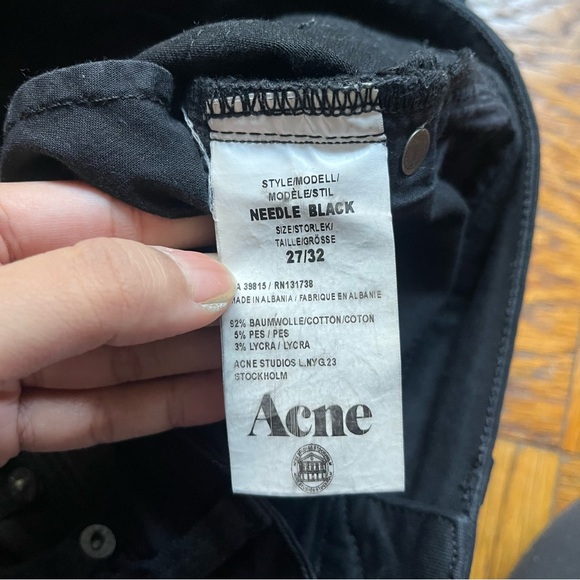 STYLE/MODELL/
MODÈLE/STIL
NEEDLE BLACK
SIZE/STORLEK/
TAILLE/GRÖSSE
27/32
A 39815 / RN131738
MADE IN ALBANIA / FABRIQUE EN ALBANIE
92% BAUMWOLLE/COTTON/COTON
5% PES / PES
3% LYCRA / LYCRA
ACNE STUDIOS L.NYG.23
STOCKHOLM
Acne